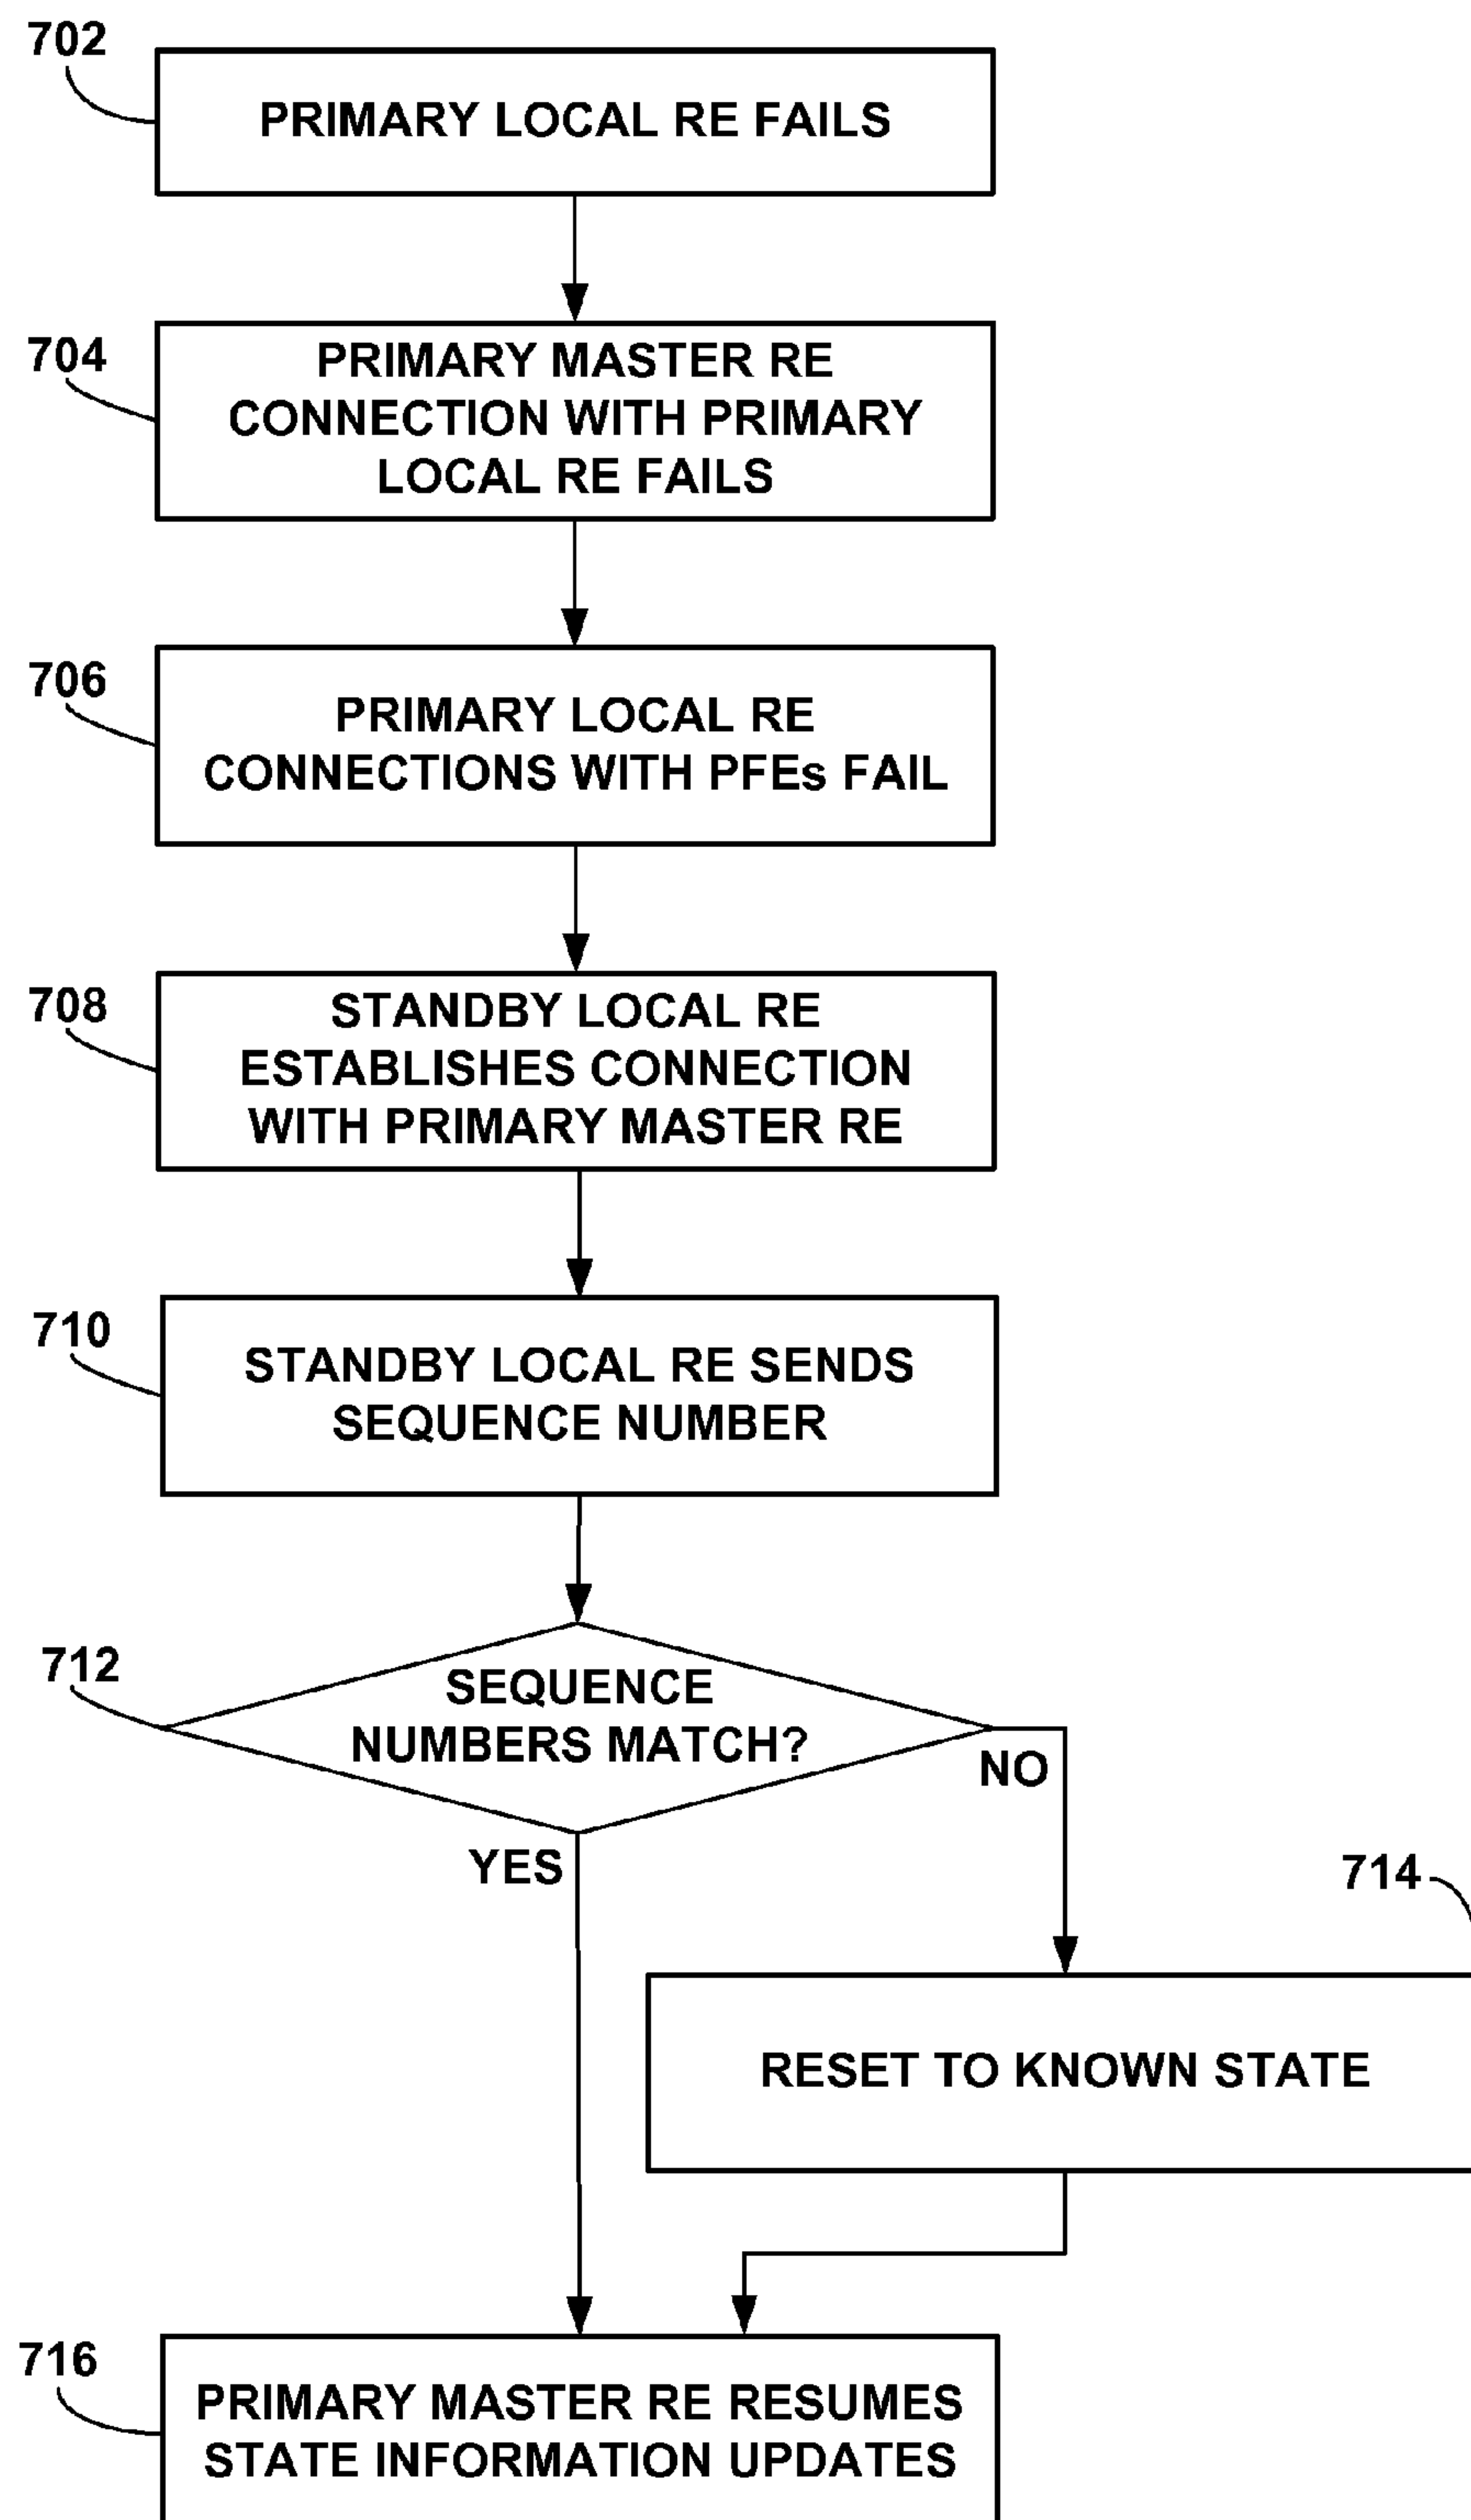 702
PRIMARY LOCAL RE FAILS
704
PRIMARY MASTER RE
CONNECTION WITH PRIMARY
LOCAL RE FAILS
706
PRIMARY LOCAL RE
CONNECTIONS WITH PFEs FAIL
708
STANDBY LOCAL RE
ESTABLISHES CONNECTION
WITH PRIMARY MASTER RE
710
STANDBY LOCAL RE SENDS
SEQUENCE NUMBER
712
SEQUENCE
NUMBERS MATCH?
NO
YES
714
RESET TO KNOWN STATE
716
PRIMARY MASTER RE RESUMES
STATE INFORMATION UPDATES